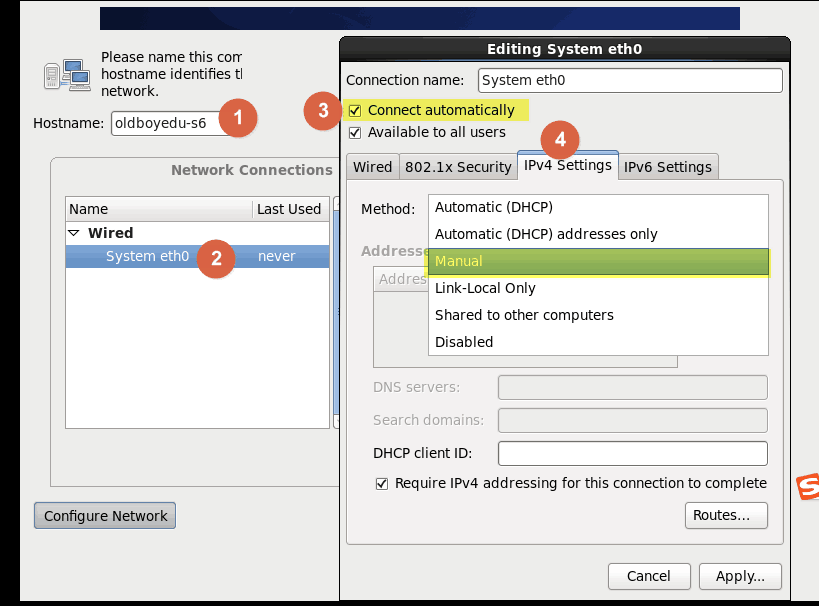 Please name this com
hostname identifies t
network.
Hostname: oldboyedu-s6
1
Network Connections
Name Last Used
Wired
System eth0 never
2
Configure Network
Editing System eth0
Connection name: System eth0
3
Connect automatically
Available to all users
4
Wired 802.1x Security IPv4 Settings IPv6 Settings
Method:
Automatic (DHCP)
Automatic (DHCP) addresses only
Manual
Link-Local Only
Shared to other computers
Disabled
Addresse
Addres
DNS servers:
Search domains:
DHCP client ID:
Require IPv4 addressing for this connection to complete
Routes...
Cancel Apply...
S